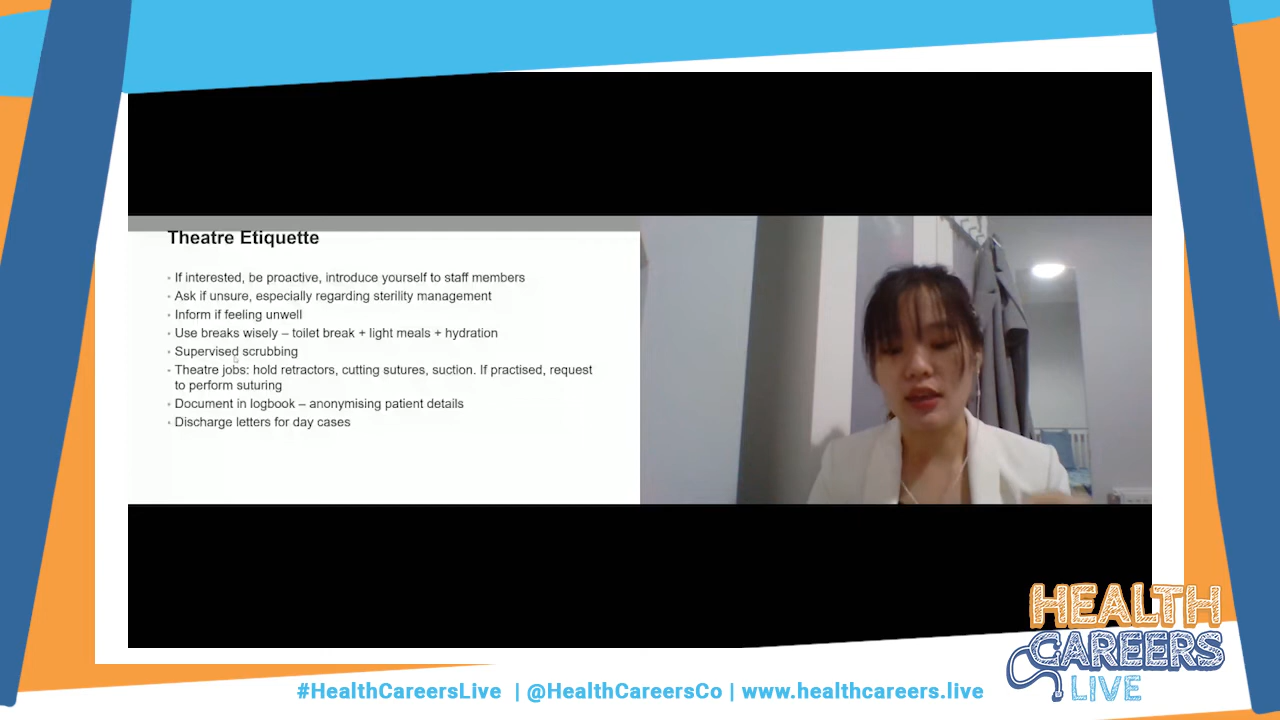 Theatre Etiquette
If interested, be proactive, introduce yourself to staff members
Ask if unsure, especially regarding sterility management
Inform if feeling unwell
Use breaks wisely – toilet break + light meals + hydration
Supervised scrubbing
Theatre jobs: hold retractors, cutting sutures, suction. If practised, request
to perform suturing
Document in logbook – anonymising patient details
Discharge letters for day cases
HEALTH
CAREERS
LIVE
#HealthCareersLive | @HealthCareersCo | www.healthcareers.live